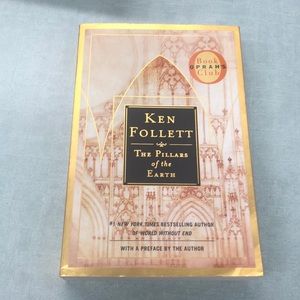 Book
OPRAH'S
Club
KEN
FOLLETT
THE PILLARS
of the
EARTH
#1 NEW YORK TIMES BESTSELLING AUTHOR
OF WORLD WITHOUT END
WITH A PREFACE BY THE AUTHOR